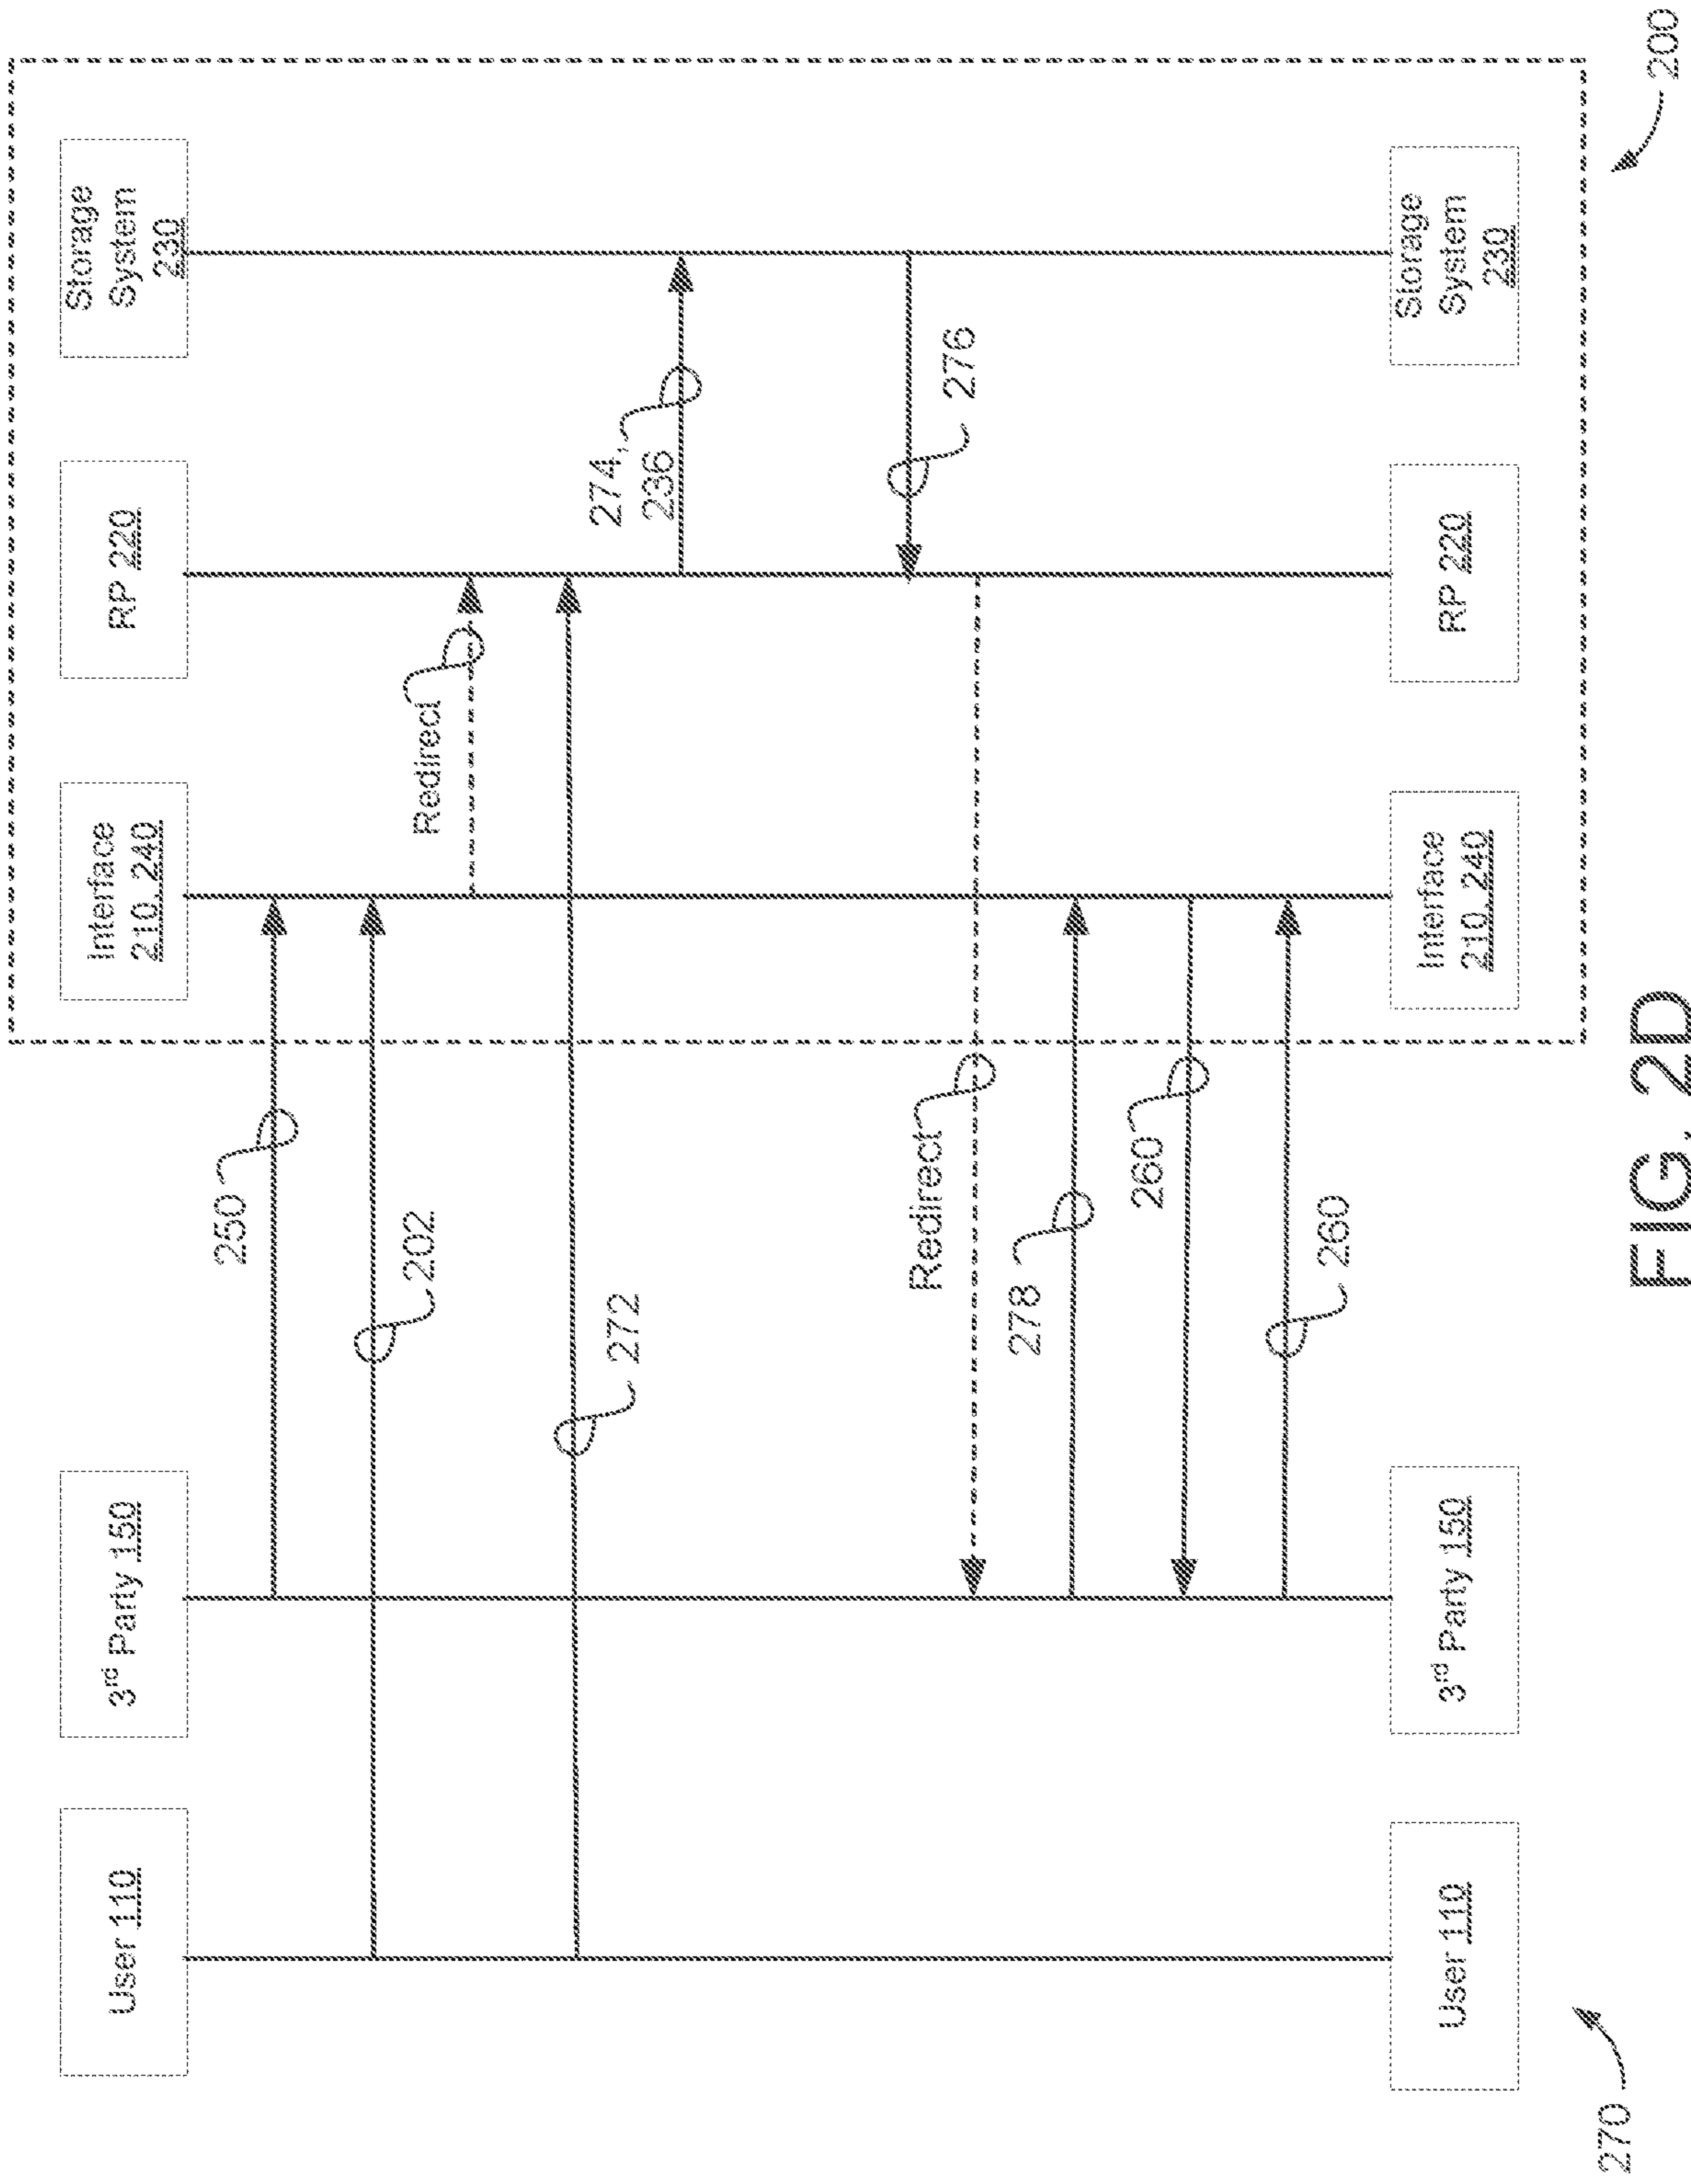 User 110
3rd Party 150
Interface
210, 240
RP 220
Storage
System
230
250
202
Redirect
272
274,
236
276
Redirect
278
260
260
User 110
3rd Party 150
Interface
210, 240
RP 220
Storage
System
230
270
200
FIG. 2D